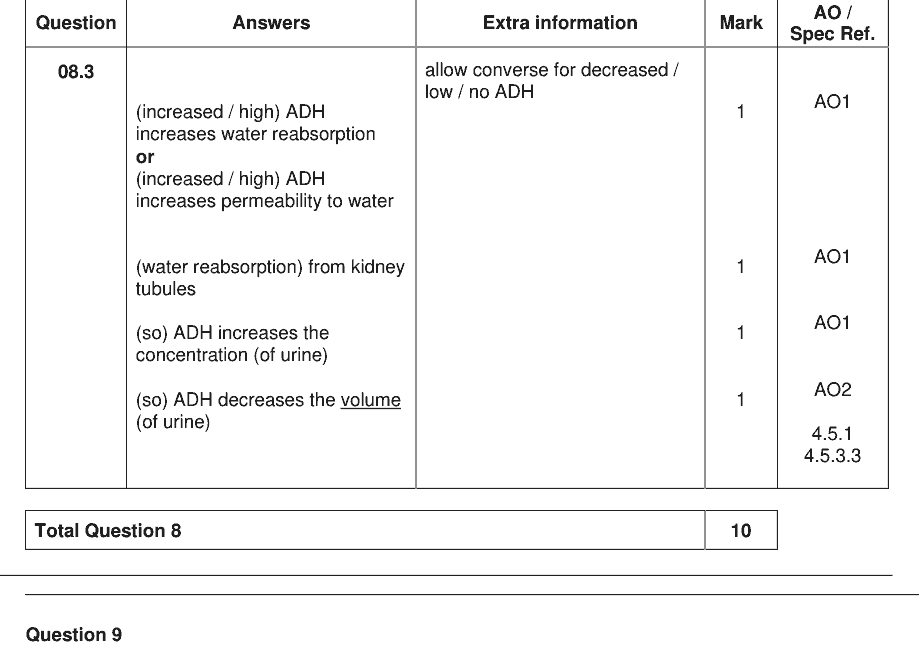 Question
Answers
Extra information
Mark
AO /
Spec Ref.
08.3
allow converse for decreased /
low / no ADH
(increased / high) ADH
increases water reabsorption
or
(increased / high) ADH
increases permeability to water
1
AO1
(water reabsorption) from kidney
tubules
1
AO1
(so) ADH increases the
concentration (of urine)
1
AO1
(so) ADH decreases the volume
(of urine)
1
AO2
4.5.1
4.5.3.3
Total Question 8
10
Question 9